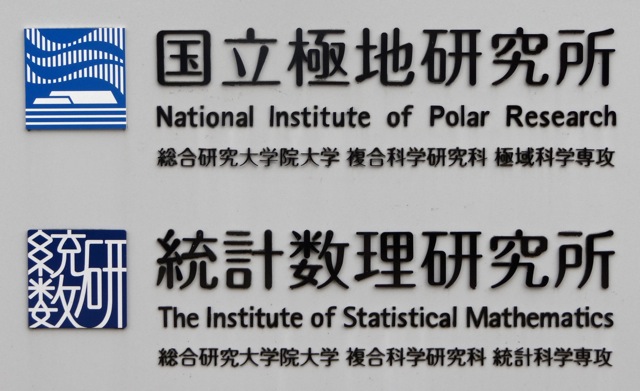 国立極地研究所
National Institute of Polar Research
総合研究大学院大学 複合科学研究科 極域科学専攻
統数研
統計数理研究所
The Institute of Statistical Mathematics
総合研究大学院大学 複合科学研究科 統計科学専攻